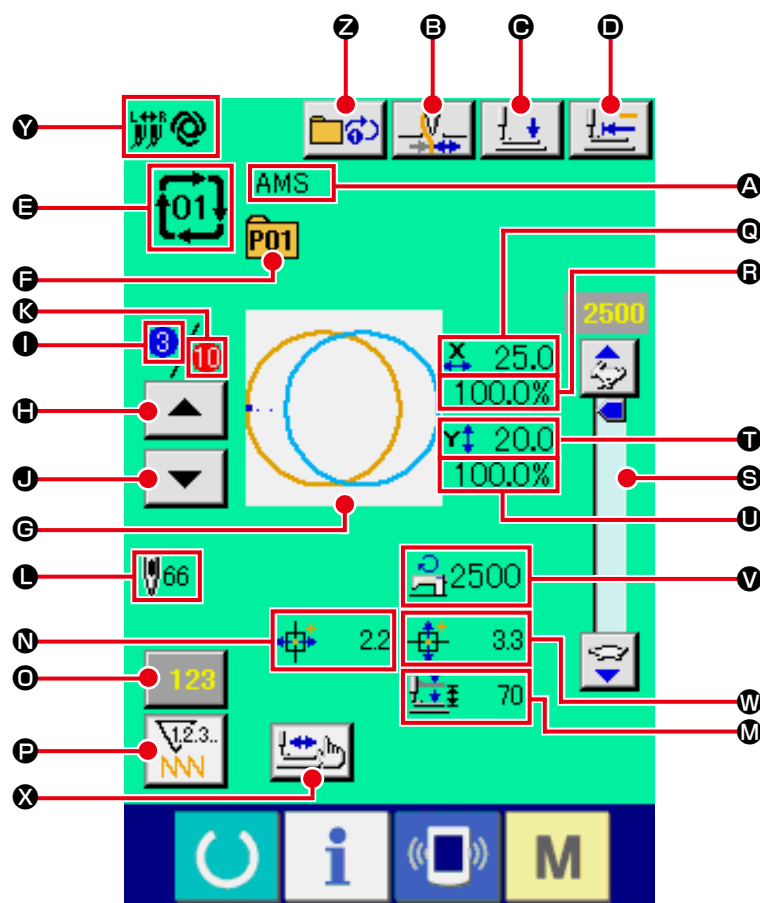 Z B C D
Y L R
A AMS
E 01
Q
F P01
R
K
I 3 / 10
2500
X 25.0
100.0%
H
T Y 20.0
J
100.0%
S
G
U
L 66
2500 V
N 2.2 3.3
O 123
W
70 M
P 1.2.3..
X
i M